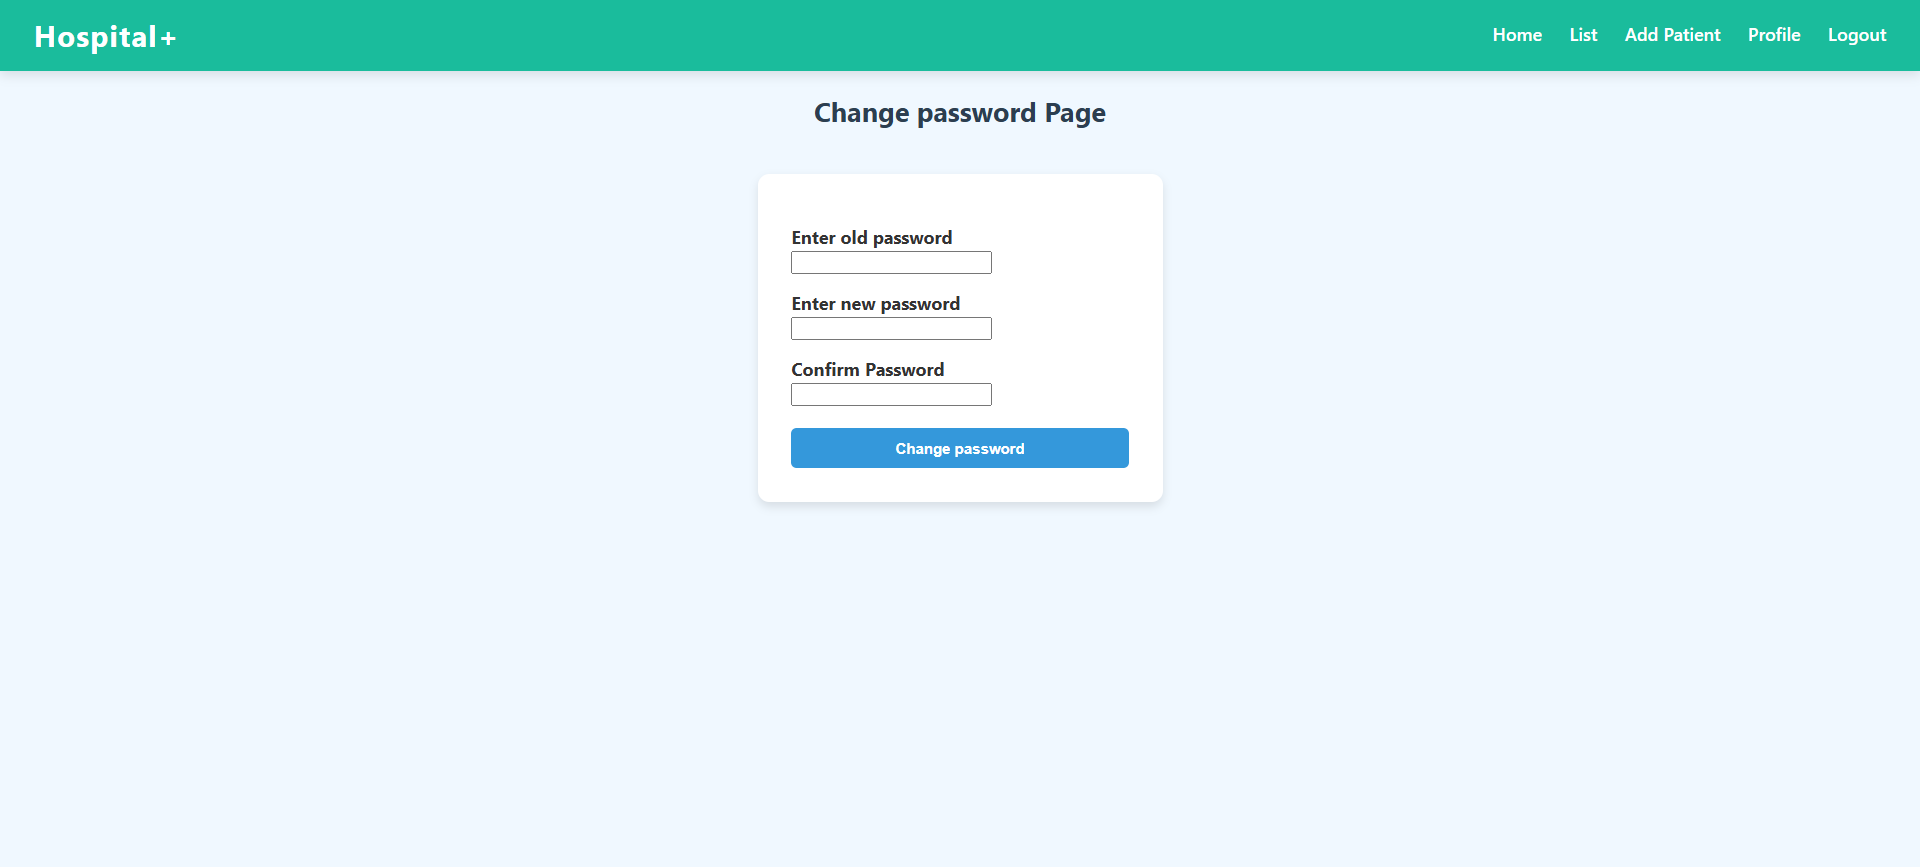 Hospital+
Home List Add Patient Profile Logout
Change password Page
Enter old password
Enter new password
Confirm Password
Change password